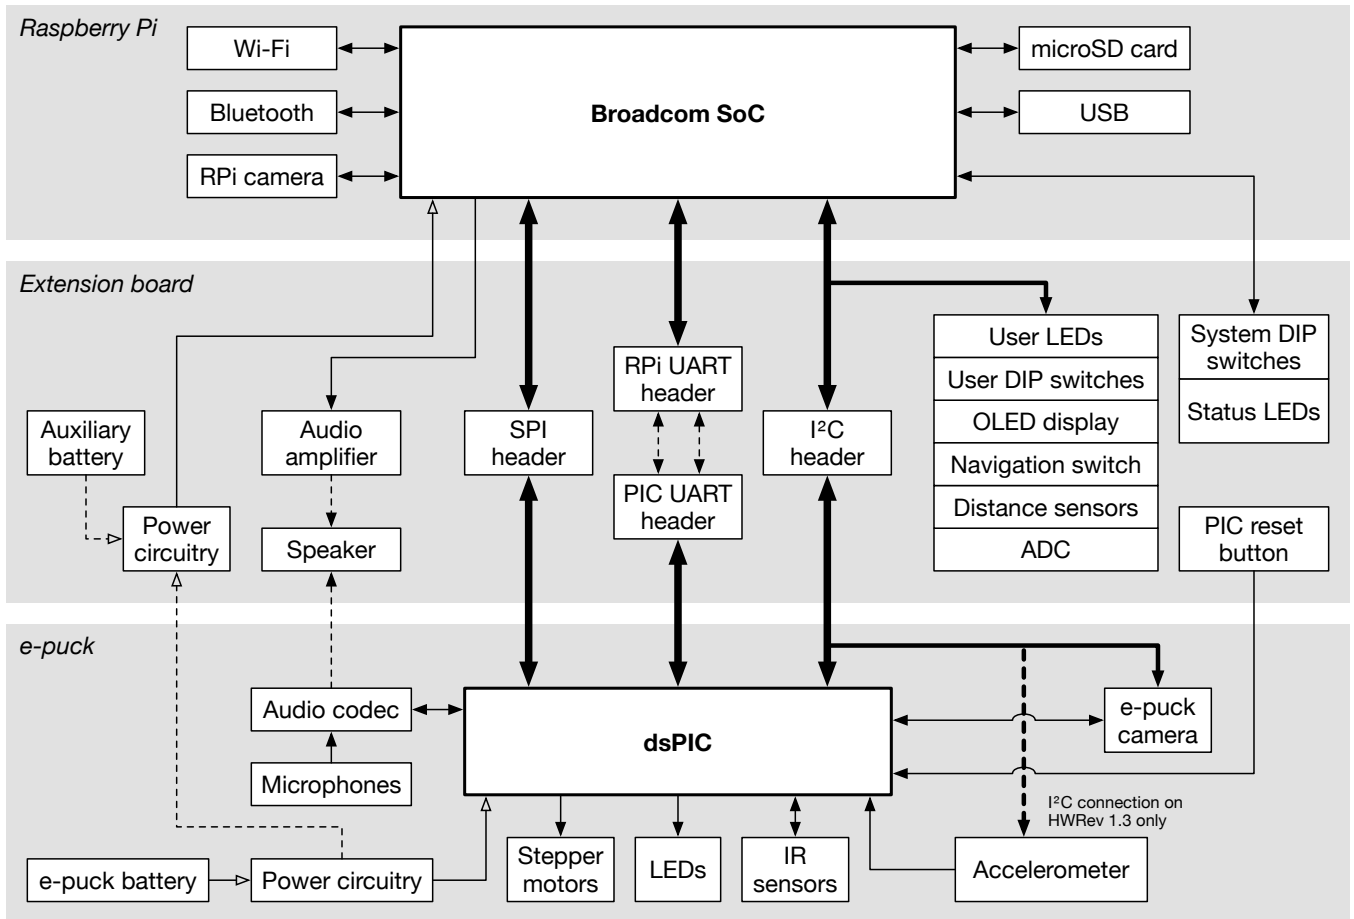 Raspberry Pi
Wi-Fi
Bluetooth
RPi camera
Broadcom SoC
microSD card
USB
Extension board
Auxiliary
battery
Power
circuitry
Audio
amplifier
Speaker
SPI
header
RPi UART
header
PIC UART
header
I²C
header
User LEDs
User DIP switches
OLED display
Navigation switch
Distance sensors
ADC
System DIP
switches
Status LEDs
PIC reset
button
e-puck
Audio codec
Microphones
e-puck battery
Power circuitry
dsPIC
Stepper
motors
LEDs
IR
sensors
e-puck
camera
I²C connection on
HWRev 1.3 only
Accelerometer